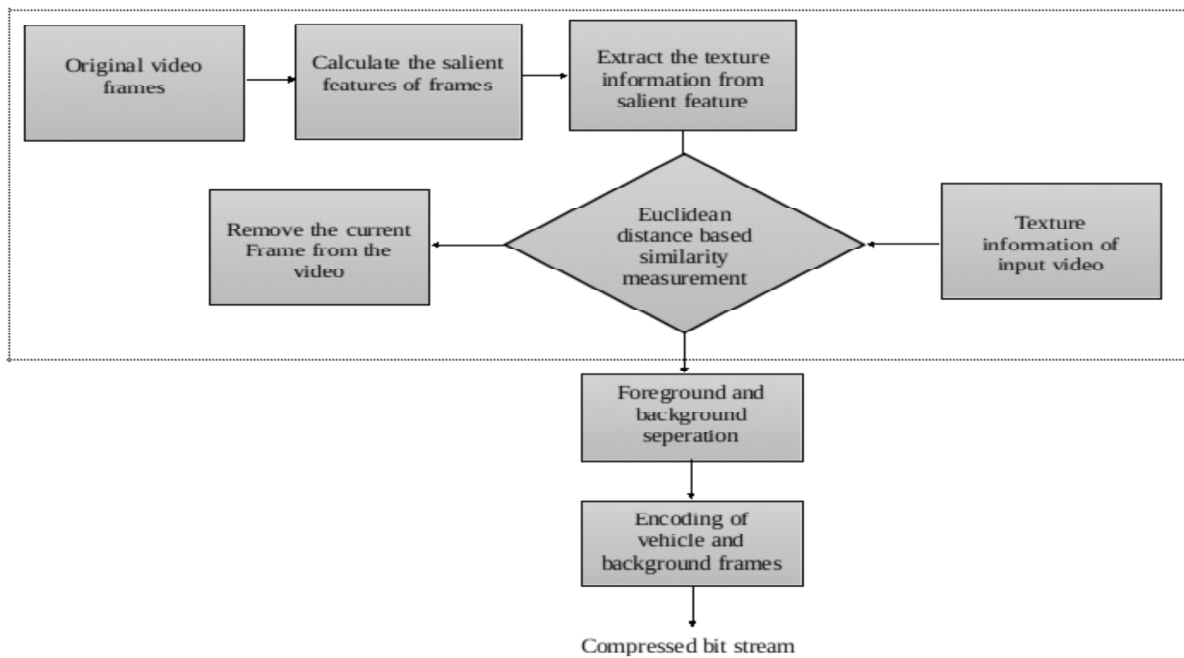 Original video
frames
Calculate the salient
features of frames
Extract the texture
information from
salient feature
Remove the current
Frame from the
video
Euclidean
distance based
similarity
measurement
Texture
information of
input video
Foreground and
background
seperation
Encoding of
vehicle and
background frames
Compressed bit stream